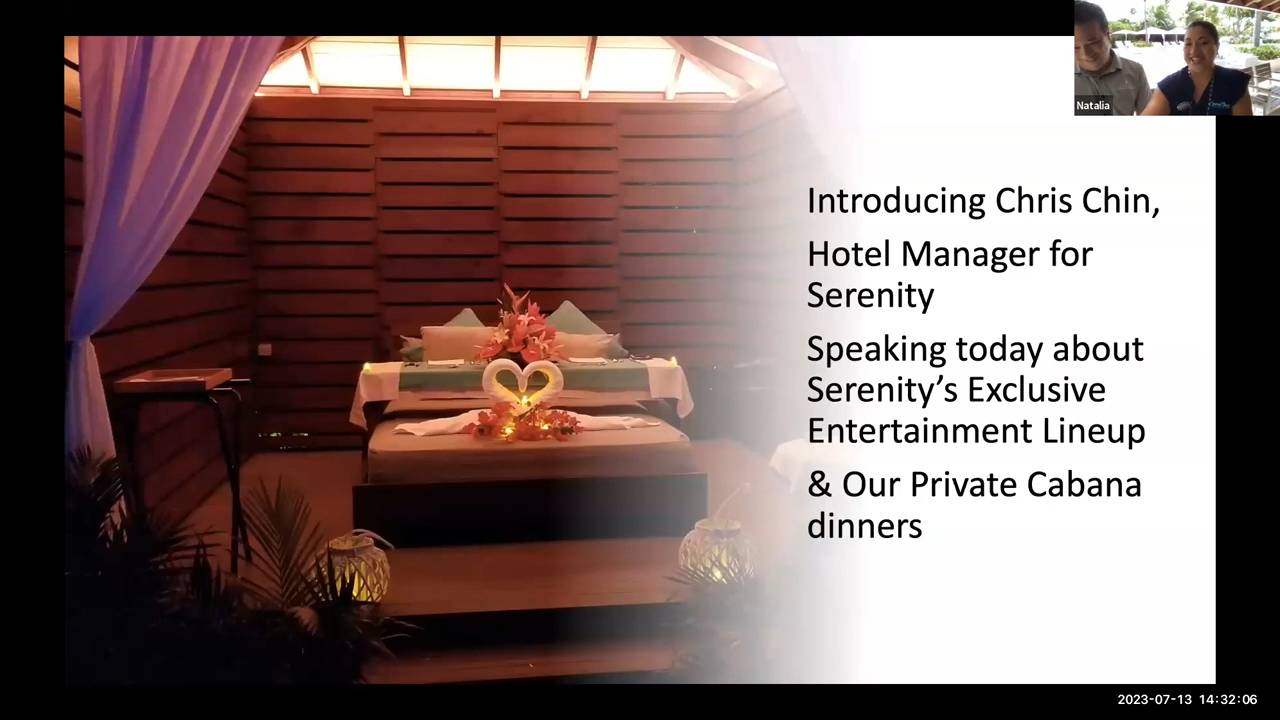 Natalia
Introducing Chris Chin,
Hotel Manager for
Serenity
Speaking today about
Serenity’s Exclusive
Entertainment Lineup
& Our Private Cabana
dinners
2023-07-13 14:32:06